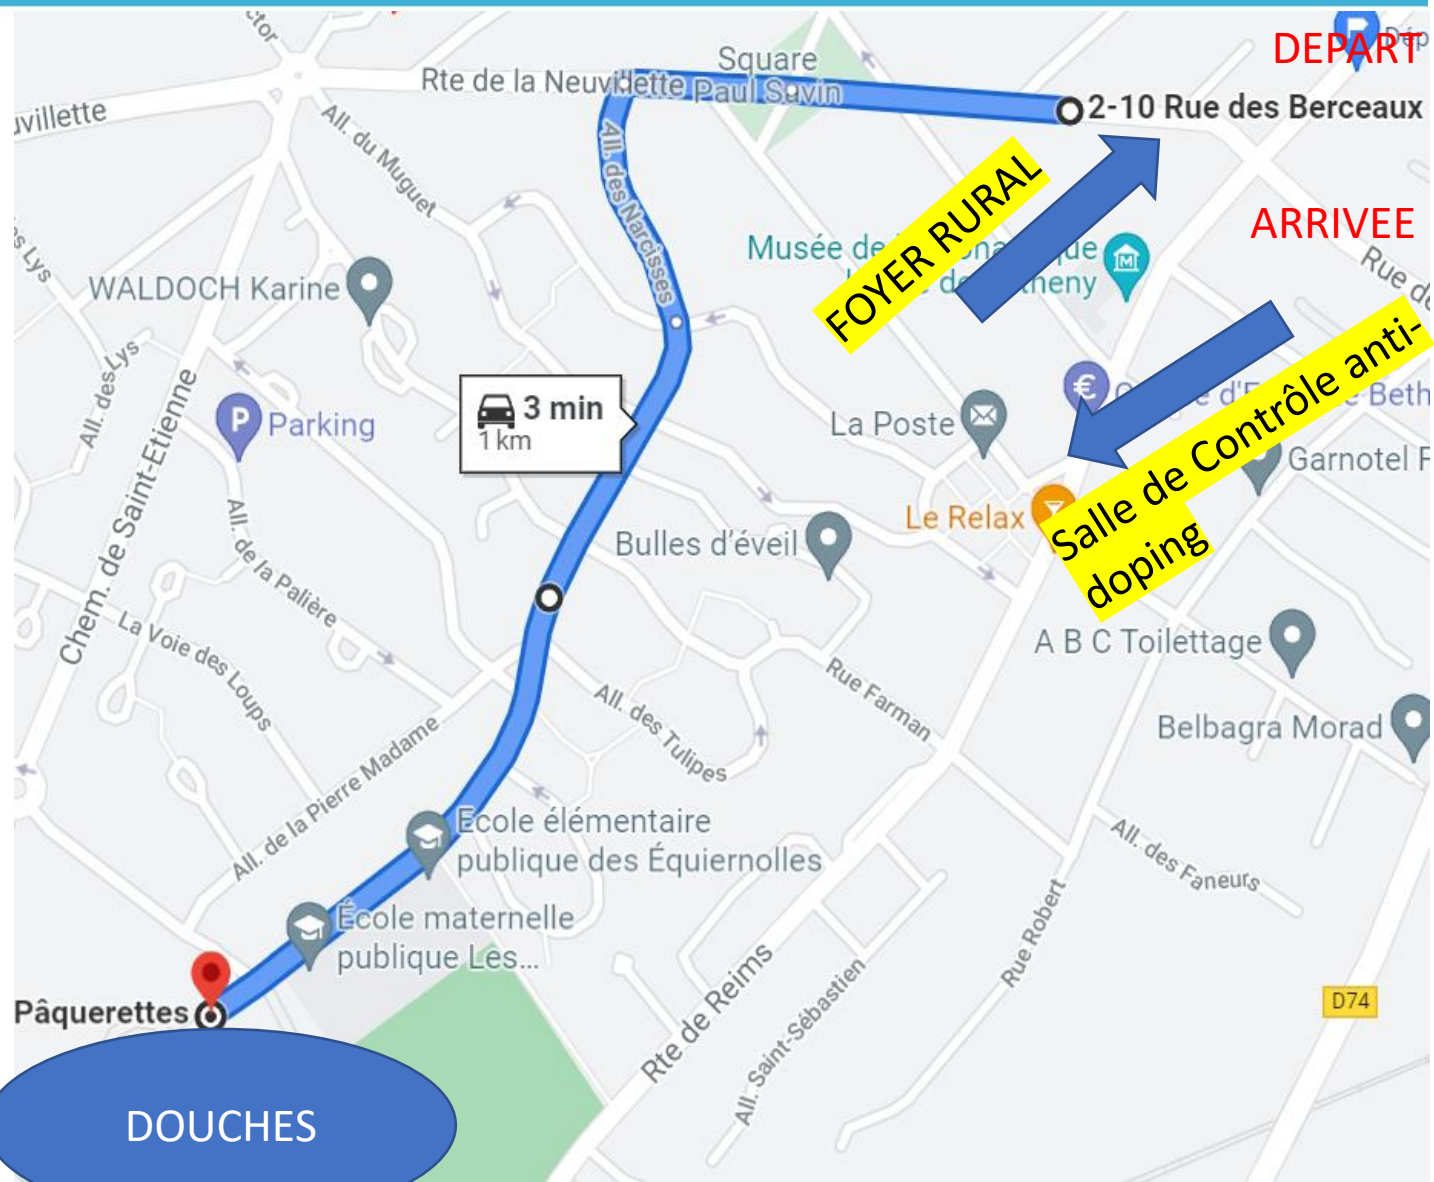 DEPART
Dép
Square
Paul Savin
Rte de la Neuvillette
2-10 Rue des Berceaux
uvillette
All. du Muguet
All. des Narcisses
FOYER RURAL
ARRIVEE
Musée de
Rue de
WALDOCH Karine
All. des Lys
Chem. de Saint-Etienne
Parking
3 min
1 km
La Poste
Garnotel F
Le Relax
Salle de Contrôle anti-
doping
Bulles d'éveil
All. de la Palière
La Voie des Loups
A B C Toilettage
Rue Farman
All. des Tulipes
Belbagra Morad
All. de la Pierre Madame
Ecole élémentaire
publique des Équiernolles
All. des Faneurs
École maternelle
publique Les...
Rue Robert
Rte de Reims
All. Saint-Sébastien
D74
Pâquerettes
DOUCHES